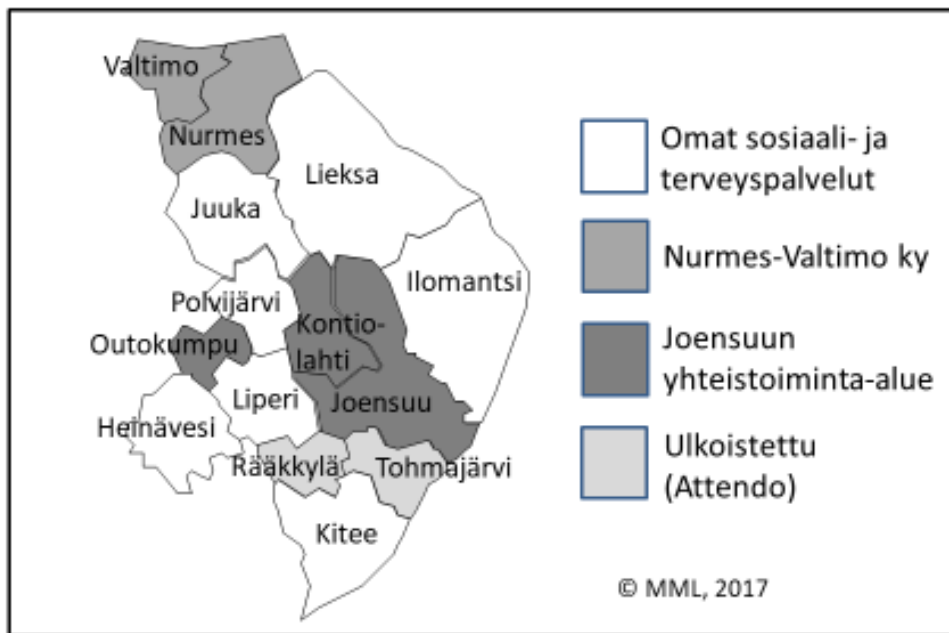 Valtimo
Nurmes
Lieksa
Juuka
Ilomantsi
Polvijärvi
Kontio-
lahti
Outokumpu
Liperi
Joensuu
Heinävesi
Rääkkylä
Tohmajärvi
Kitee
Omat sosiaali- ja
terveyspalvelut
Nurmes-Valtimo ky
Joensuun
yhteistoiminta-alue
Ulkoistettu
(Attendo)
© MML, 2017